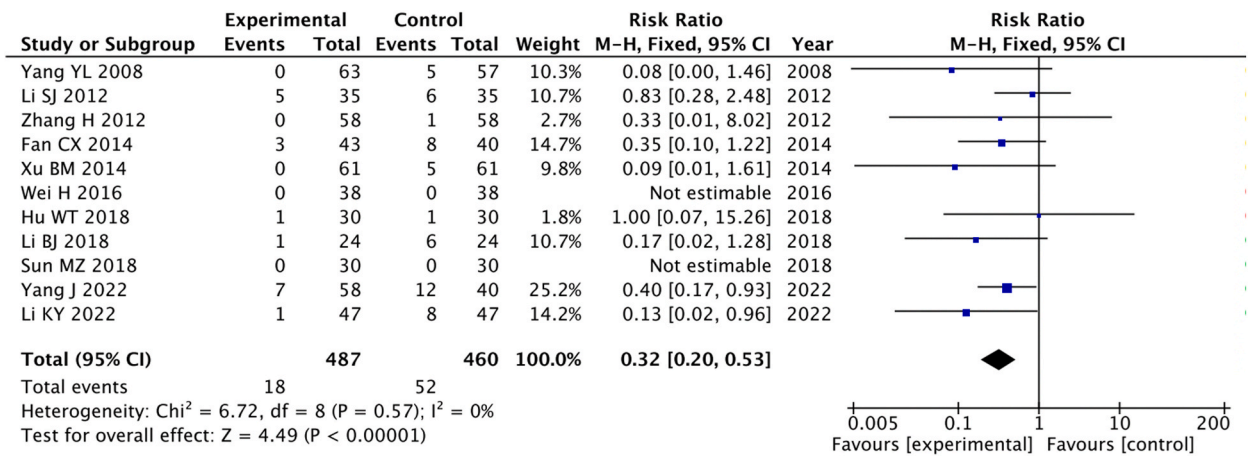 Experimental Control Risk Ratio Risk Ratio
Study or Subgroup Events Total Events Total Weight M-H, Fixed, 95% CI Year M-H, Fixed, 95% CI
Yang YL 2008 0 63 5 57 10.3% 0.08 [0.00, 1.46] 2008
Li SJ 2012 5 35 6 35 10.7% 0.83 [0.28, 2.48] 2012
Zhang H 2012 0 58 1 58 2.7% 0.33 [0.01, 8.02] 2012
Fan CX 2014 3 43 8 40 14.7% 0.35 [0.10, 1.22] 2014
Xu BM 2014 0 61 5 61 9.8% 0.09 [0.01, 1.61] 2014
Wei H 2016 0 38 0 38 Not estimable 2016
Hu WT 2018 1 30 1 30 1.8% 1.00 [0.07, 15.26] 2018
Li BJ 2018 1 24 6 24 10.7% 0.17 [0.02, 1.28] 2018
Sun MZ 2018 0 30 0 30 Not estimable 2018
Yang J 2022 7 58 12 40 25.2% 0.40 [0.17, 0.93] 2022
Li KY 2022 1 47 8 47 14.2% 0.13 [0.02, 0.96] 2022
Total (95% CI) 487 460 100.0% 0.32 [0.20, 0.53]
Total events 18 52
Heterogeneity: Chi² = 6.72, df = 8 (P = 0.57); I² = 0%
Test for overall effect: Z = 4.49 (P < 0.00001)
0.005 0.1 1 10 200
Favours [experimental] Favours [control]